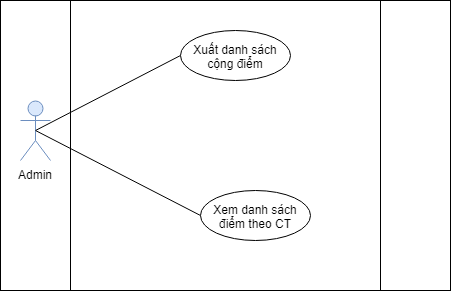 Xuất danh sách
cộng điểm
Admin
Xem danh sách
điểm theo CT